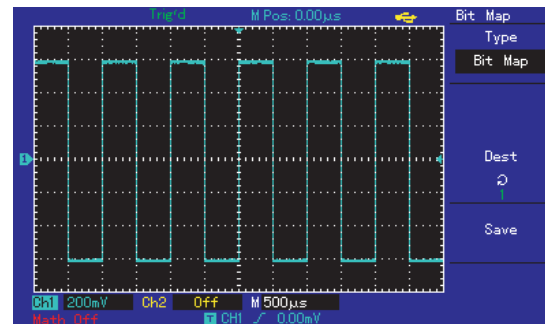 Trig'd M Pos: 0.00μs Bit Map
Type
Bit Map
1
Dest
1
Save
Ch1 200mV Ch2 Off M 500μs
Math Off T CH1 0.00mV